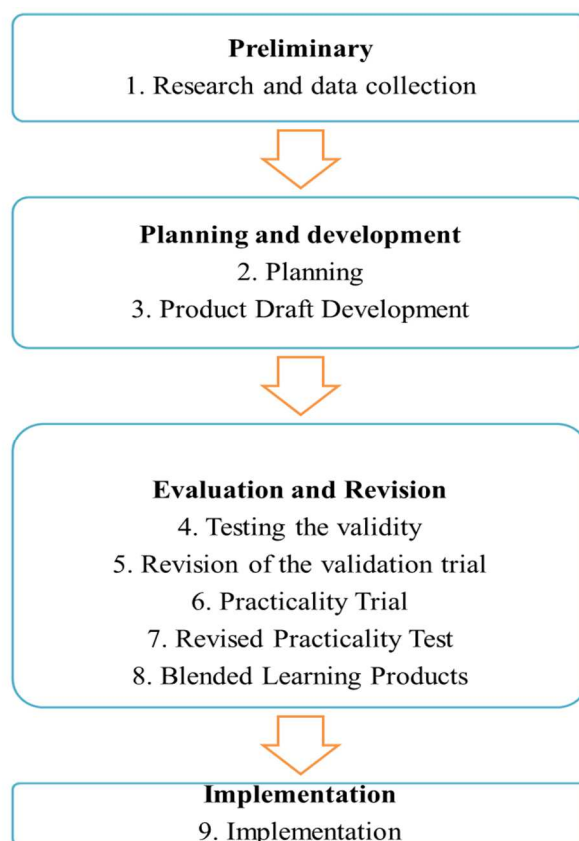 Preliminary
1. Research and data collection
Planning and development
2. Planning
3. Product Draft Development
Evaluation and Revision
4. Testing the validity
5. Revision of the validation trial
6. Practicality Trial
7. Revised Practicality Test
8. Blended Learning Products
Implementation
9. Implementation